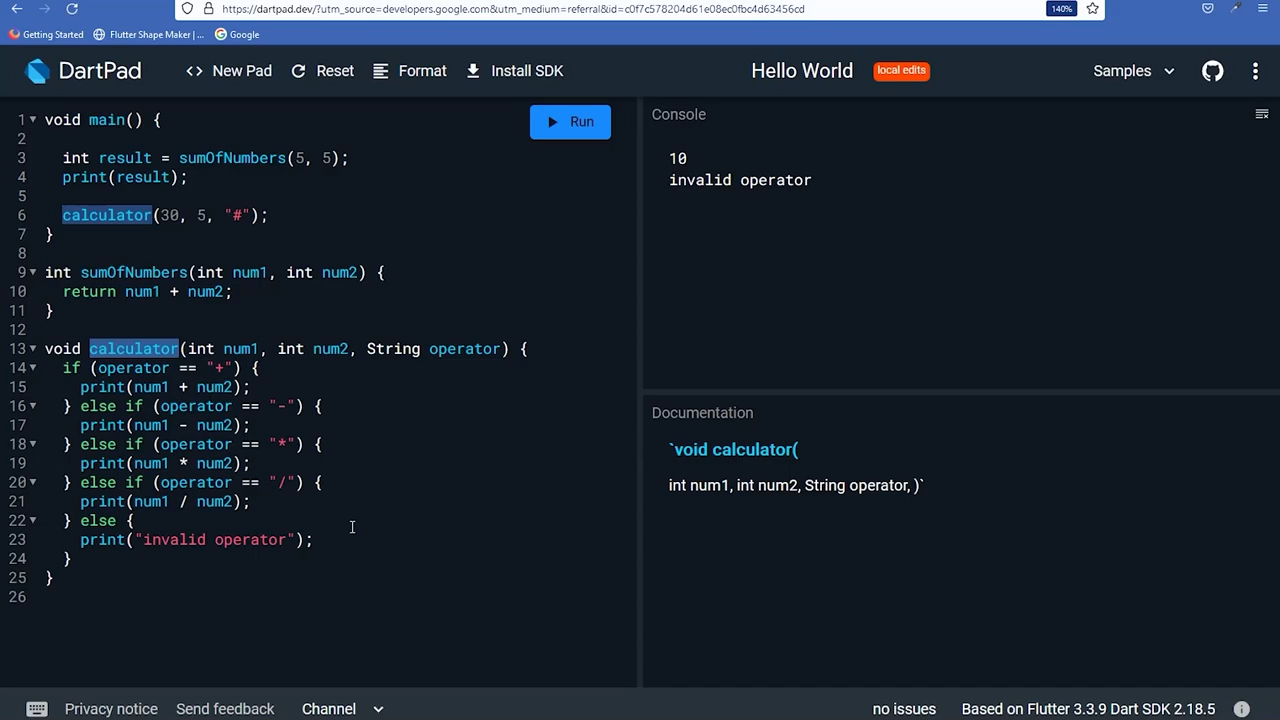 https://dartpad.dev/?utm_source=developers.google.com&utm_medium=referral&id=c0f7c578204d61e08ec0fbc4d63456cd
140%
Getting Started
Flutter Shape Maker | ...
Google
DartPad
<> New Pad
Reset
Format
Install SDK
Hello World
local edits
Samples
1 void main() {
2
3 int result = sumOfNumbers(5, 5);
4 print(result);
5
6 calculator(30, 5, "#");
7 }
8
9 int sumOfNumbers(int num1, int num2) {
10 return num1 + num2;
11 }
12
13 void calculator(int num1, int num2, String operator) {
14 if (operator == "+") {
15 print(num1 + num2);
16 } else if (operator == "-") {
17 print(num1 - num2);
18 } else if (operator == "*") {
19 print(num1 * num2);
20 } else if (operator == "/") {
21 print(num1 / num2);
22 } else {
23 print("invalid operator");
24 }
25 }
26
Run
Console
10
invalid operator
Documentation
`void calculator(
int num1, int num2, String operator, )`
Privacy notice
Send feedback
Channel
no issues
Based on Flutter 3.3.9 Dart SDK 2.18.5